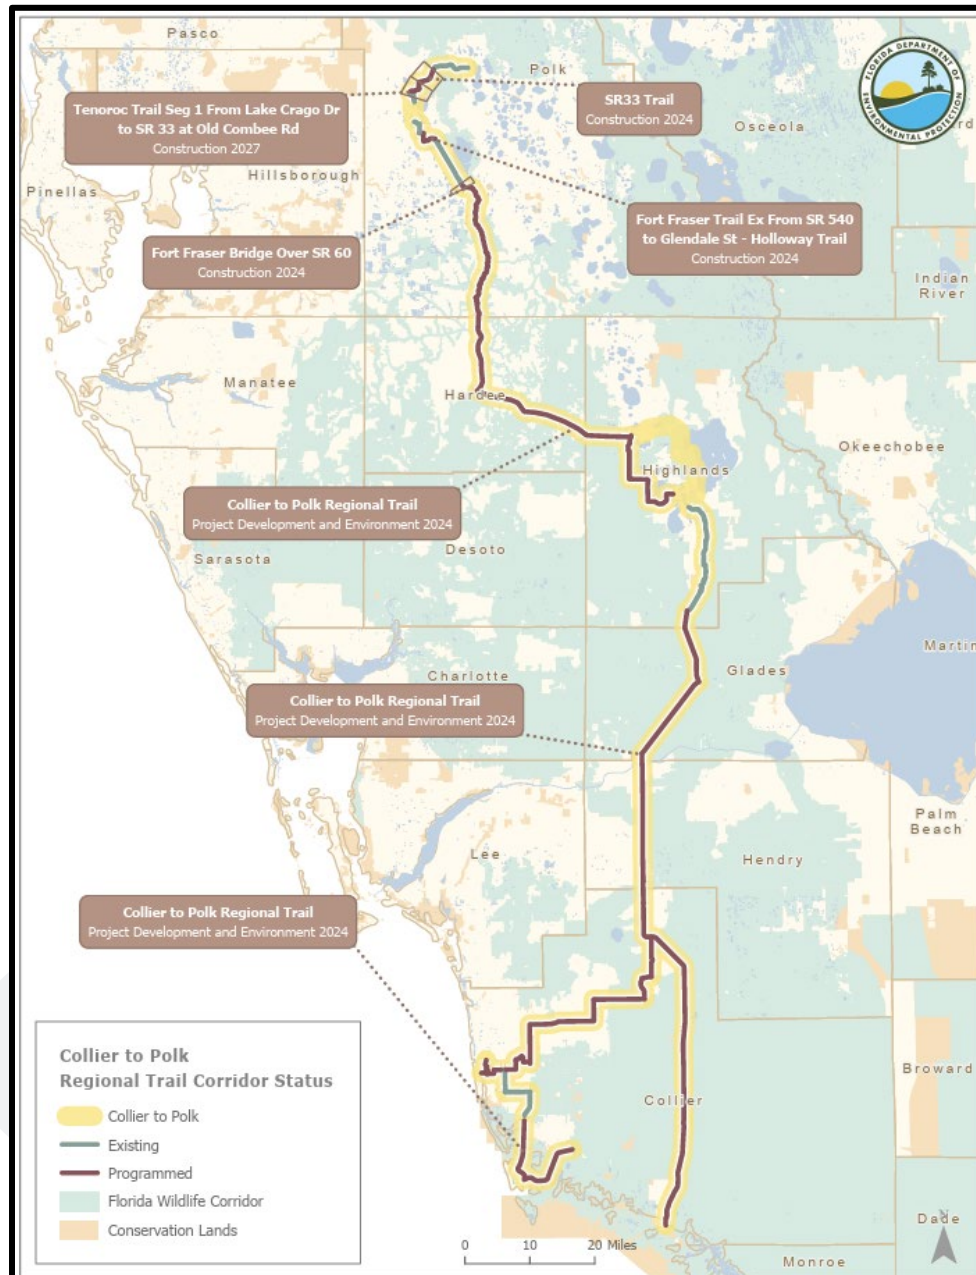 Pasco
Polk
FLORIDA DEPARTMENT OF
ENVIRONMENTAL PROTECTION
Tenoroc Trail Seg 1 From Lake Crago Dr
to SR 33 at Old Combee Rd
Construction 2027
SR33 Trail
Construction 2024
Osceola
Hillsborough
Pinellas
Fort Fraser Trail Ex From SR 540
to Glendale St - Holloway Trail
Construction 2024
Fort Fraser Bridge Over SR 60
Construction 2024
Indian
River
Manatee
Hardee
Okeechobee
Highlands
Collier to Polk Regional Trail
Project Development and Environment 2024
Desoto
Sarasota
Martin
Glades
Charlotte
Collier to Polk Regional Trail
Project Development and Environment 2024
Palm
Beach
Lee
Hendry
Collier to Polk Regional Trail
Project Development and Environment 2024
Collier to Polk
Regional Trail Corridor Status
Collier to Polk
Existing
Programmed
Florida Wildlife Corridor
Conservation Lands
Broward
Collier
Dade
N
0 10 20 Miles
Monroe